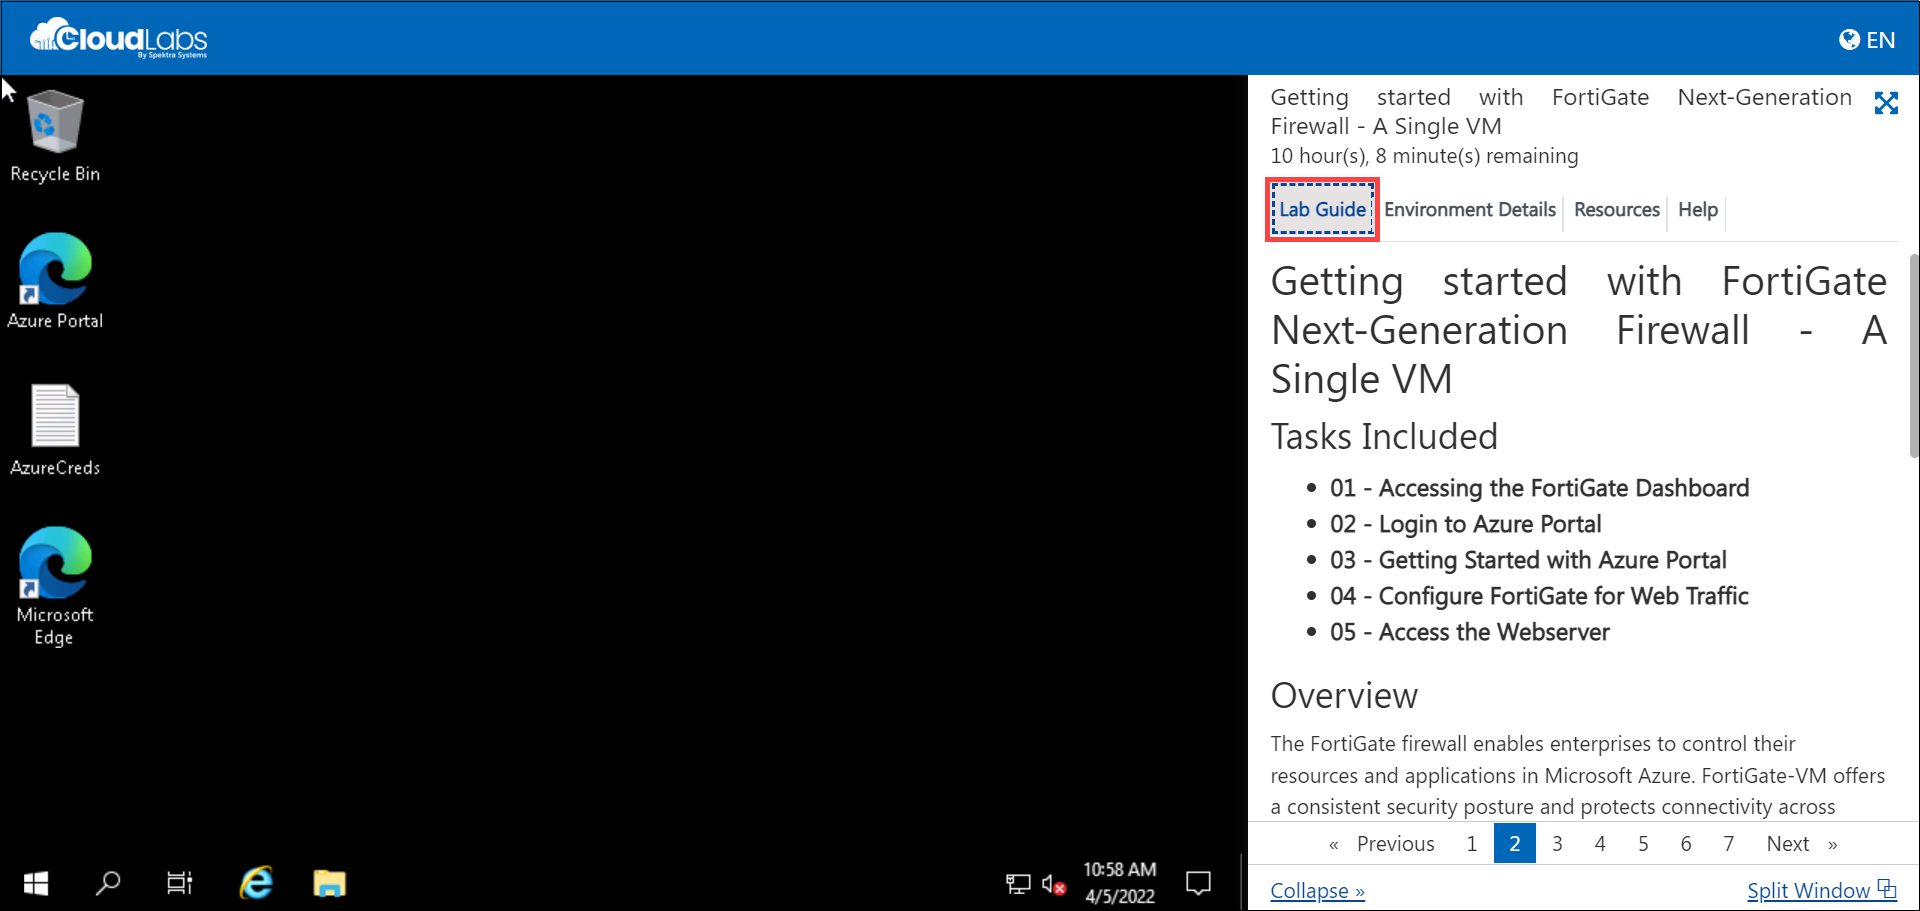 CloudLabs
By Spektra Systems
EN
Recycle Bin
Azure Portal
AzureCreds
Microsoft
Edge
10:58 AM
4/5/2022
Getting started with FortiGate Next-Generation
Firewall - A Single VM
10 hour(s), 8 minute(s) remaining
Lab Guide Environment Details Resources Help
Getting started with FortiGate
Next-Generation Firewall - A
Single VM
Tasks Included
• 01 - Accessing the FortiGate Dashboard
• 02 - Login to Azure Portal
• 03 - Getting Started with Azure Portal
• 04 - Configure FortiGate for Web Traffic
• 05 - Access the Webserver
Overview
The FortiGate firewall enables enterprises to control their
resources and applications in Microsoft Azure. FortiGate-VM offers
a consistent security posture and protects connectivity across
« Previous 1 2 3 4 5 6 7 Next »
Collapse » Split Window